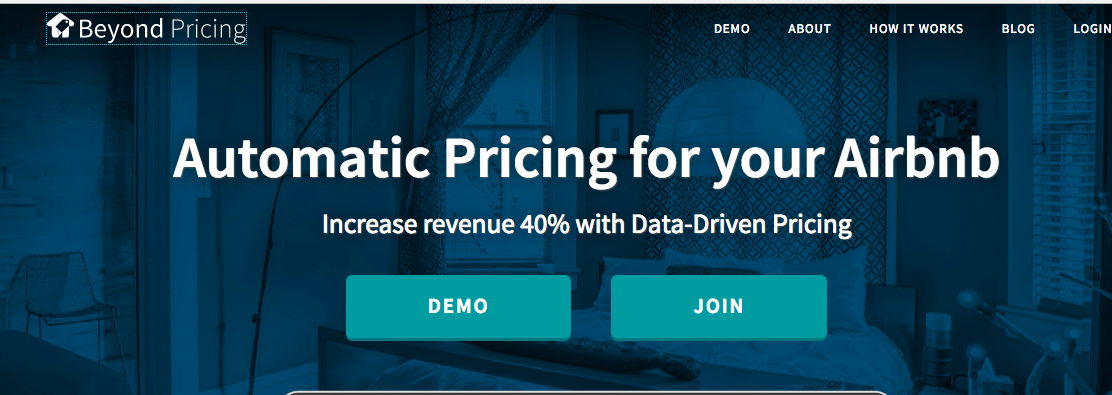 Beyond Pricing
DEMO ABOUT HOW IT WORKS BLOG LOGIN
Automatic Pricing for your Airbnb
Increase revenue 40% with Data-Driven Pricing
DEMO JOIN